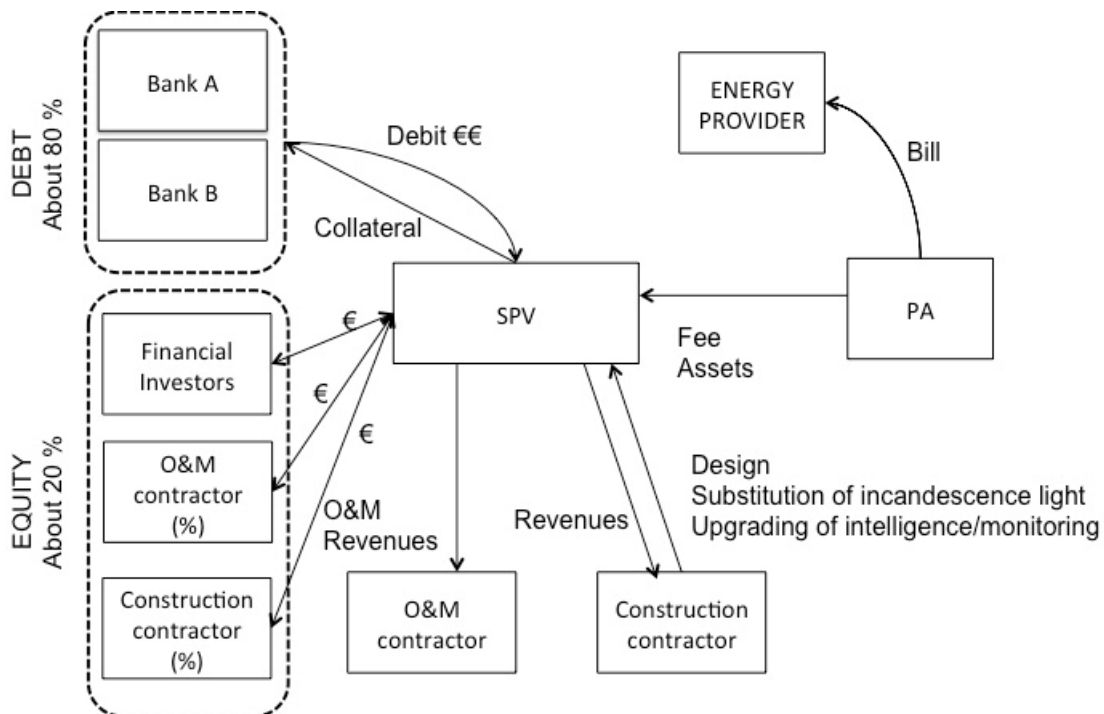 DEBT
About 80 %
Bank A
Bank B
Debit €€
Collateral
ENERGY
PROVIDER
Bill
SPV
PA
Fee
Assets
EQUITY
About 20 %
Financial
Investors
€
€
€
O&M
contractor
(%)
Construction
contractor
(%)
O&M
Revenues
Revenues
Design
Substitution of incandescence light
Upgrading of intelligence/monitoring
O&M
contractor
Construction
contractor